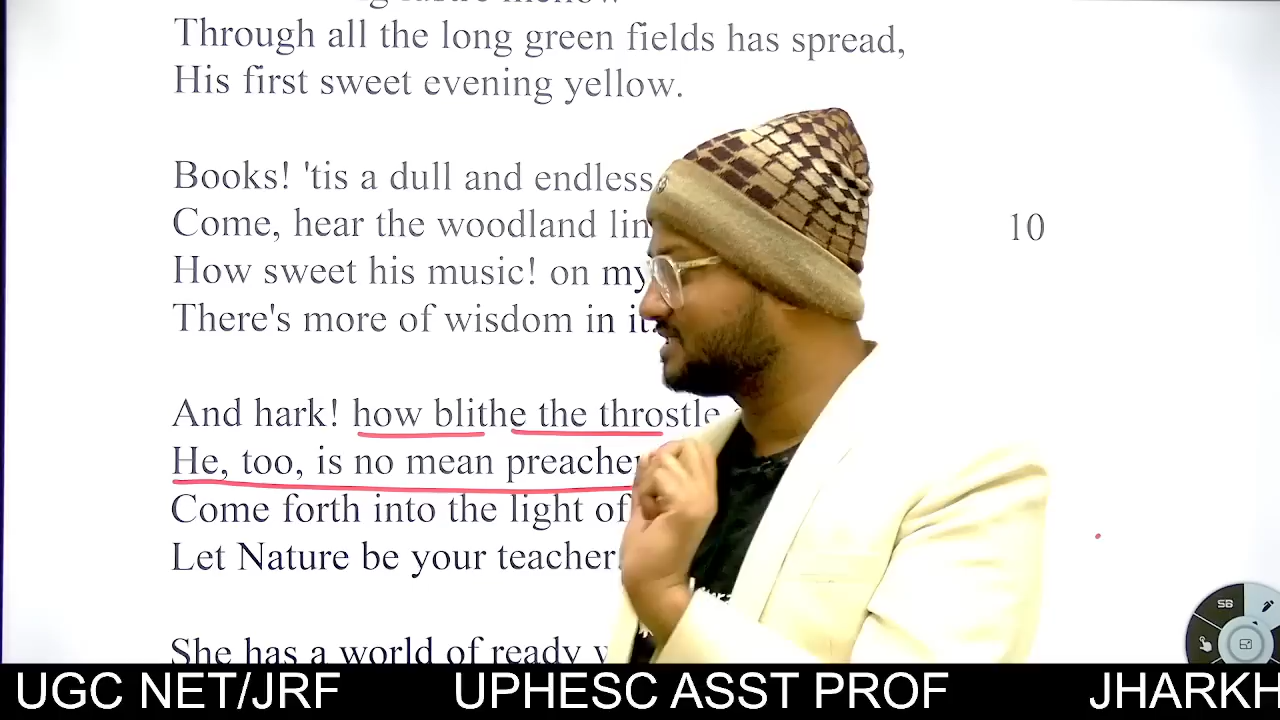 Through all the long green fields has spread,
His first sweet evening yellow.
Books! 'tis a dull and endless
Come, hear the woodland
How sweet his music! on my
There's more of wisdom in it.
And hark! how blithe the throstle
He, too, is no mean
Come forth into the light of
Let Nature be your teacher.
She has a world of ready
10
SB
UGC NET/JRF UPHESC ASST PROF